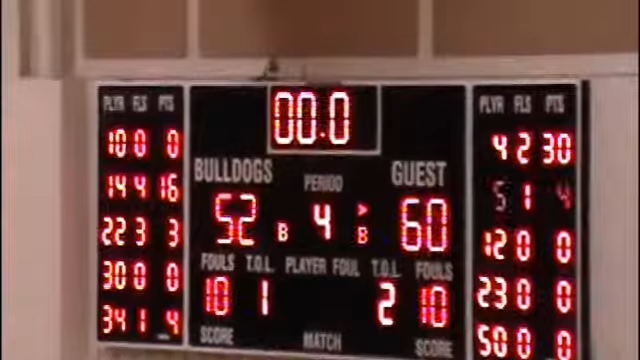 00.0
PLYR FLS PTS
10 0 0
14 4 16
22 3 3
30 0 0
34 1 4
BULLDOGS PERIOD GUEST
52 B 4 > B 60
FOULS T.O.L. PLAYER FOUL T.O.L. FOULS
10 1 2 10
SCORE MATCH SCORE
PLYR FLS PTS
4 2 30
5 1 4
12 0 0
23 0 0
50 0 0